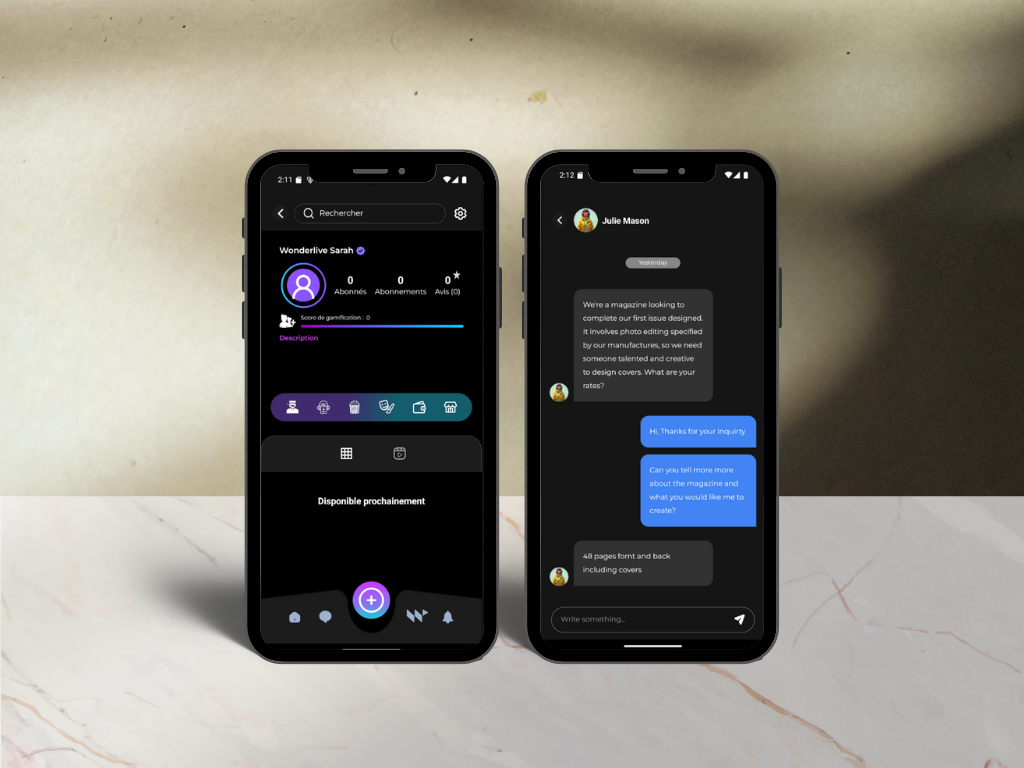 2:11
Rechercher
Wonderlive Sarah
0 0 0
Abonnés Abonnements Avis (0)
Score de gamification : 0
Description
Disponible prochainement
2:12
Julie Mason
Yesterday
We're a magazine looking to
complete our first issue designed.
It involves photo editing specified
by our manufactures, so we need
someone talented and creative
to design covers. What are your
rates?
Hi, Thanks for your inquirty
Can you tell more more
about the magazine and
what you would like me to
create?
48 pages fornt and back
including covers
Write something...